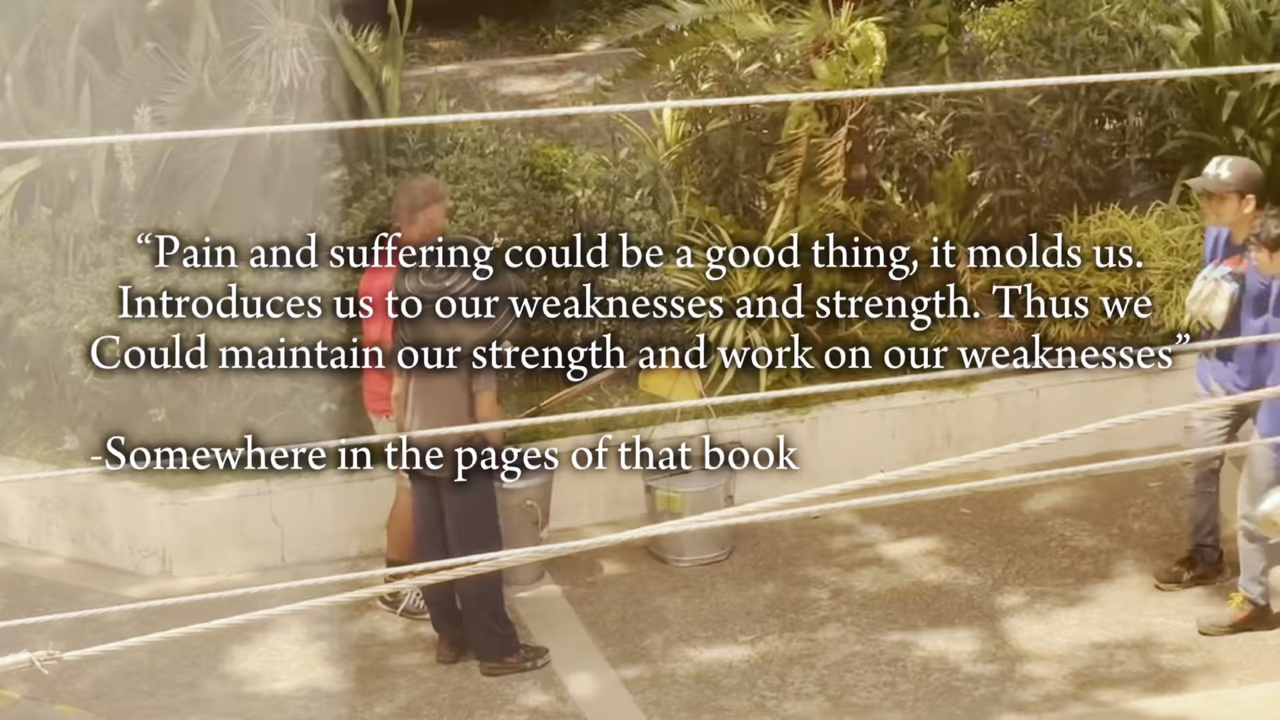 “Pain and suffering could be a good thing, it molds us.
Introduces us to our weaknesses and strength. Thus we
Could maintain our strength and work on our weaknesses”
-Somewhere in the pages of that book